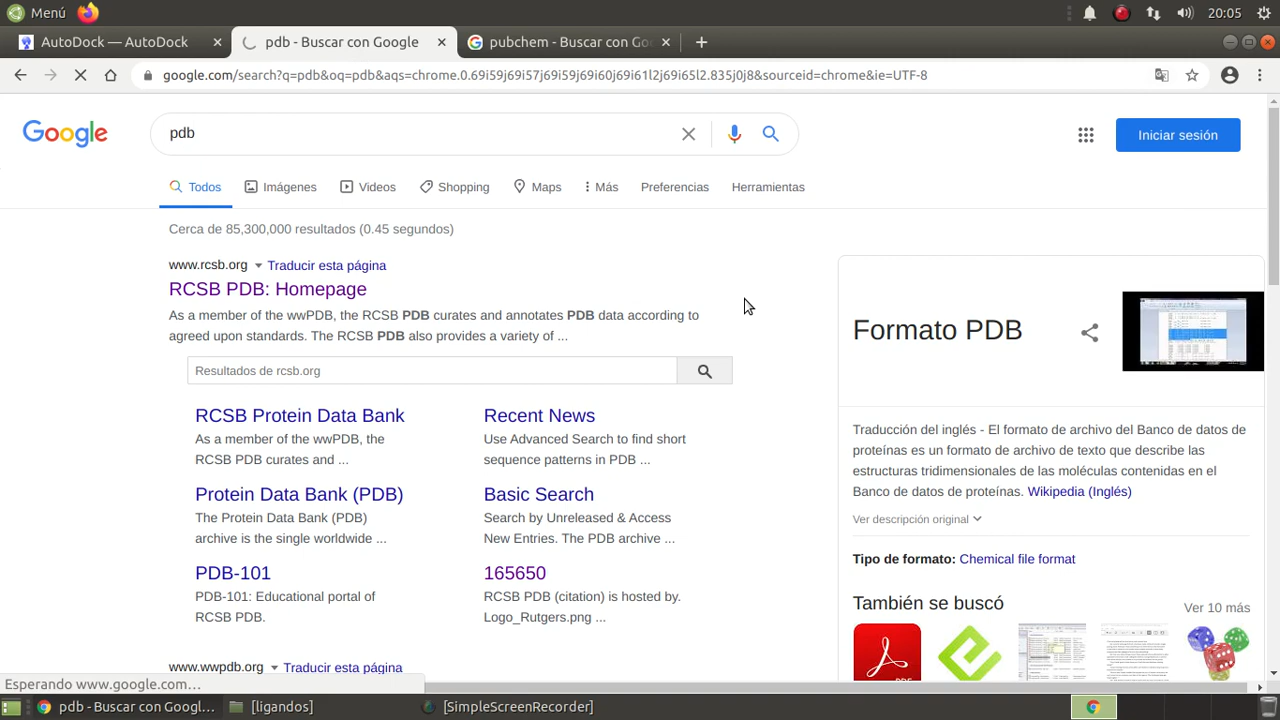 Menú
20:05
AutoDock — AutoDock
pdb - Buscar con Google
pubchem - Buscar con Goo
google.com/search?q=pdb&oq=pdb&aqs=chrome.0.69i59j69i57j69i59j69i60j69i61l2j69i65l2.835j0j8&sourceid=chrome&ie=UTF-8
Google
pdb
Iniciar sesión
Todos
Imágenes
Videos
Shopping
Maps
Más
Preferencias
Herramientas
Cerca de 85,300,000 resultados (0.45 segundos)
www.rcsb.org
Traducir esta página
RCSB PDB: Homepage
As a member of the wwPDB, the RCSB PDB curates and annotates PDB data according to
agreed upon standards. The RCSB PDB also provides a variety of ...
Resultados de rcsb.org
RCSB Protein Data Bank
As a member of the wwPDB, the
RCSB PDB curates and ...
Recent News
Use Advanced Search to find short
sequence patterns in PDB ...
Protein Data Bank (PDB)
The Protein Data Bank (PDB)
archive is the single worldwide ...
Basic Search
Search by Unreleased & Access
New Entries. The PDB archive ...
PDB-101
PDB-101: Educational portal of
RCSB PDB.
165650
RCSB PDB (citation) is hosted by.
Logo_Rutgers.png ...
www.wwpdb.org
Traducir esta página
Formato PDB
Traducción del inglés - El formato de archivo del Banco de datos de
proteínas es un formato de archivo de texto que describe las
estructuras tridimensionales de las moléculas contenidas en el
Banco de datos de proteínas. Wikipedia (Inglés)
Ver descripción original
Tipo de formato: Chemical file format
También se buscó
Ver 10 más
Esperando www.google.com...
pdb - Buscar con Googl...
[ligandos]
[SimpleScreenRecorder]